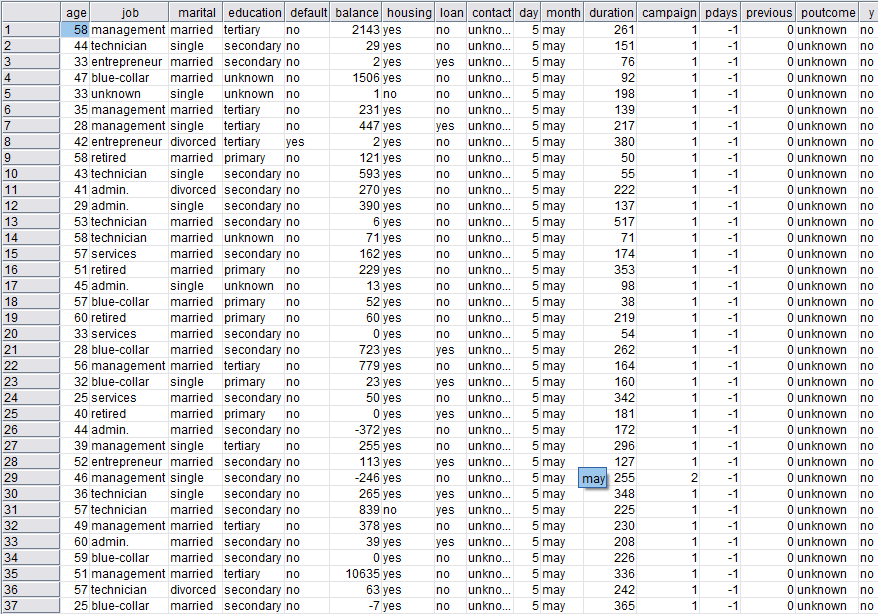 age job marital education default balance housing loan contact day month duration campaign pdays previous poutcome y
1 58 management married tertiary no 2143 yes no unkno... 5 may 261 1 -1 0 unknown no
2 44 technician single secondary no 29 yes no unkno... 5 may 151 1 -1 0 unknown no
3 33 entrepreneur married secondary no 2 yes yes unkno... 5 may 76 1 -1 0 unknown no
4 47 blue-collar married unknown no 1506 yes no unkno... 5 may 92 1 -1 0 unknown no
5 33 unknown single unknown no 1 no no unkno... 5 may 198 1 -1 0 unknown no
6 35 management married tertiary no 231 yes no unkno... 5 may 139 1 -1 0 unknown no
7 28 management single tertiary no 447 yes yes unkno... 5 may 217 1 -1 0 unknown no
8 42 entrepreneur divorced tertiary yes 2 yes no unkno... 5 may 380 1 -1 0 unknown no
9 58 retired married primary no 121 yes no unkno... 5 may 50 1 -1 0 unknown no
10 43 technician single secondary no 593 yes no unkno... 5 may 55 1 -1 0 unknown no
11 41 admin. divorced secondary no 270 yes no unkno... 5 may 222 1 -1 0 unknown no
12 29 admin. single secondary no 390 yes no unkno... 5 may 137 1 -1 0 unknown no
13 53 technician married secondary no 6 yes no unkno... 5 may 517 1 -1 0 unknown no
14 58 technician married unknown no 71 yes no unkno... 5 may 71 1 -1 0 unknown no
15 57 services married secondary no 162 yes no unkno... 5 may 174 1 -1 0 unknown no
16 51 retired married primary no 229 yes no unkno... 5 may 353 1 -1 0 unknown no
17 45 admin. single unknown no 13 yes no unkno... 5 may 98 1 -1 0 unknown no
18 57 blue-collar married primary no 52 yes no unkno... 5 may 38 1 -1 0 unknown no
19 60 retired married primary no 60 yes no unkno... 5 may 219 1 -1 0 unknown no
20 33 services married secondary no 0 yes no unkno... 5 may 54 1 -1 0 unknown no
21 28 blue-collar married secondary no 723 yes yes unkno... 5 may 262 1 -1 0 unknown no
22 56 management married tertiary no 779 yes no unkno... 5 may 164 1 -1 0 unknown no
23 32 blue-collar single primary no 23 yes yes unkno... 5 may 160 1 -1 0 unknown no
24 25 services married secondary no 50 yes no unkno... 5 may 342 1 -1 0 unknown no
25 40 retired married primary no 0 yes yes unkno... 5 may 181 1 -1 0 unknown no
26 44 admin. married secondary no -372 yes no unkno... 5 may 172 1 -1 0 unknown no
27 39 management single tertiary no 255 yes no unkno... 5 may 296 1 -1 0 unknown no
28 52 entrepreneur married secondary no 113 yes yes unkno... 5 may 127 1 -1 0 unknown no
29 46 management single secondary no -246 yes no unkno... 5 may may 255 2 -1 0 unknown no
30 36 technician single secondary no 265 yes yes unkno... 5 may 348 1 -1 0 unknown no
31 57 technician married secondary no 839 no yes unkno... 5 may 225 1 -1 0 unknown no
32 49 management married tertiary no 378 yes no unkno... 5 may 230 1 -1 0 unknown no
33 60 admin. married secondary no 39 yes yes unkno... 5 may 208 1 -1 0 unknown no
34 59 blue-collar married secondary no 0 yes no unkno... 5 may 226 1 -1 0 unknown no
35 51 management married tertiary no 10635 yes no unkno... 5 may 336 1 -1 0 unknown no
36 57 technician divorced secondary no 63 yes no unkno... 5 may 242 1 -1 0 unknown no
37 25 blue-collar married secondary no -7 yes no unkno... 5 may 365 1 -1 0 unknown no